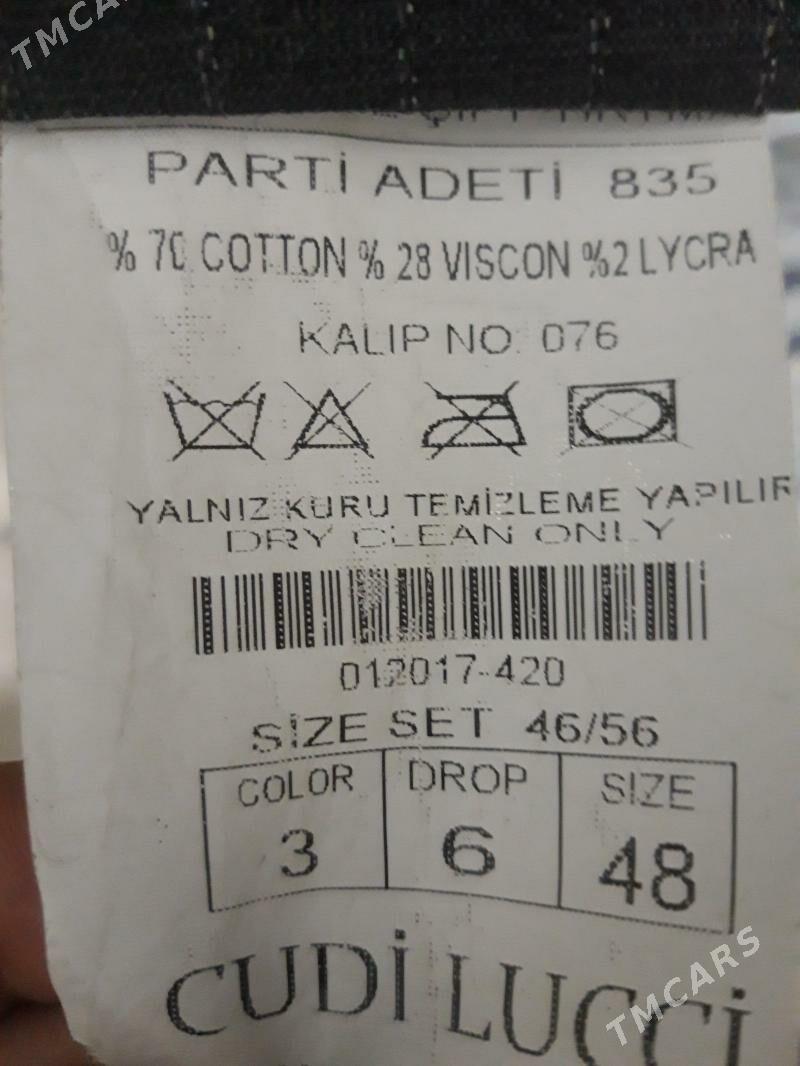 TMCARS
PARTİ ADETİ 835
% 70 COTTON % 28 VISCON %2 LYCRA
KALIP NO: 076
YALNIZ KURU TEMİZLEME YAPILIR
DRY CLEAN ONLY
012017-420
SİZE SET 46/56
COLOR DROP SIZE
3 6 48
CUDİ LUCCİ
TMCARS